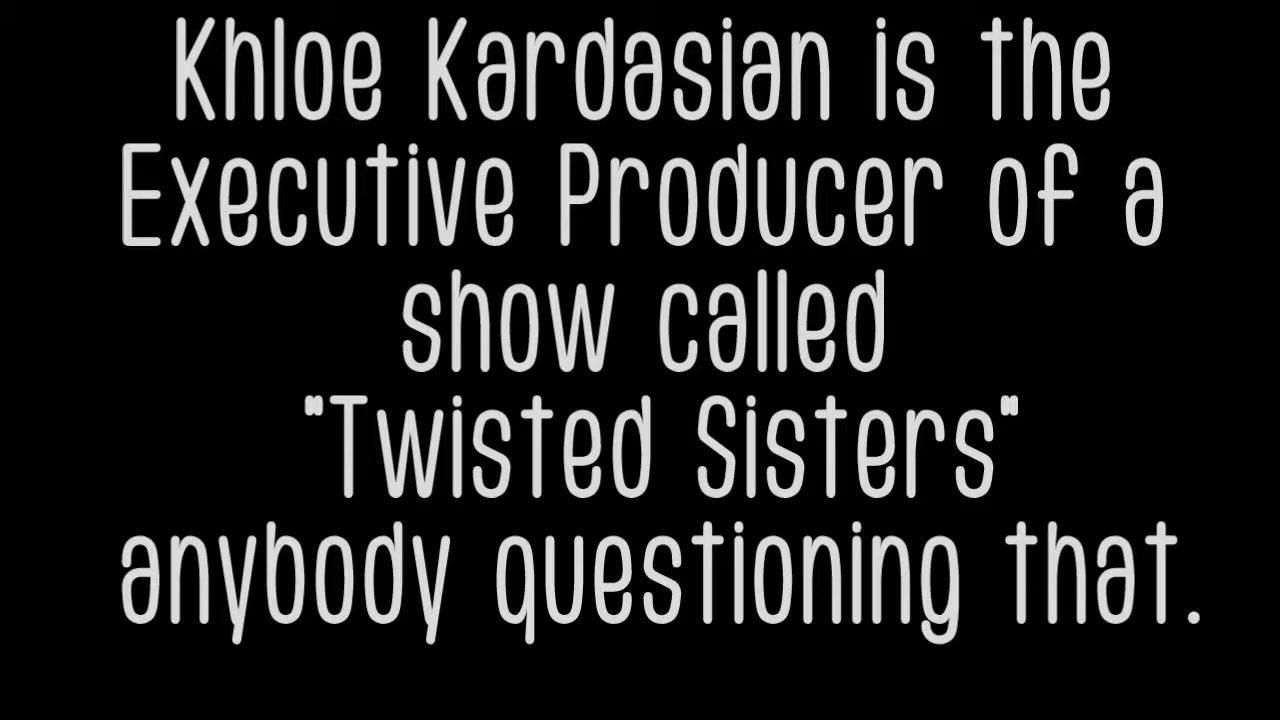 Khloe Kardasian is the
Executive Producer of a
show called
"Twisted Sisters"
anybody questioning that.